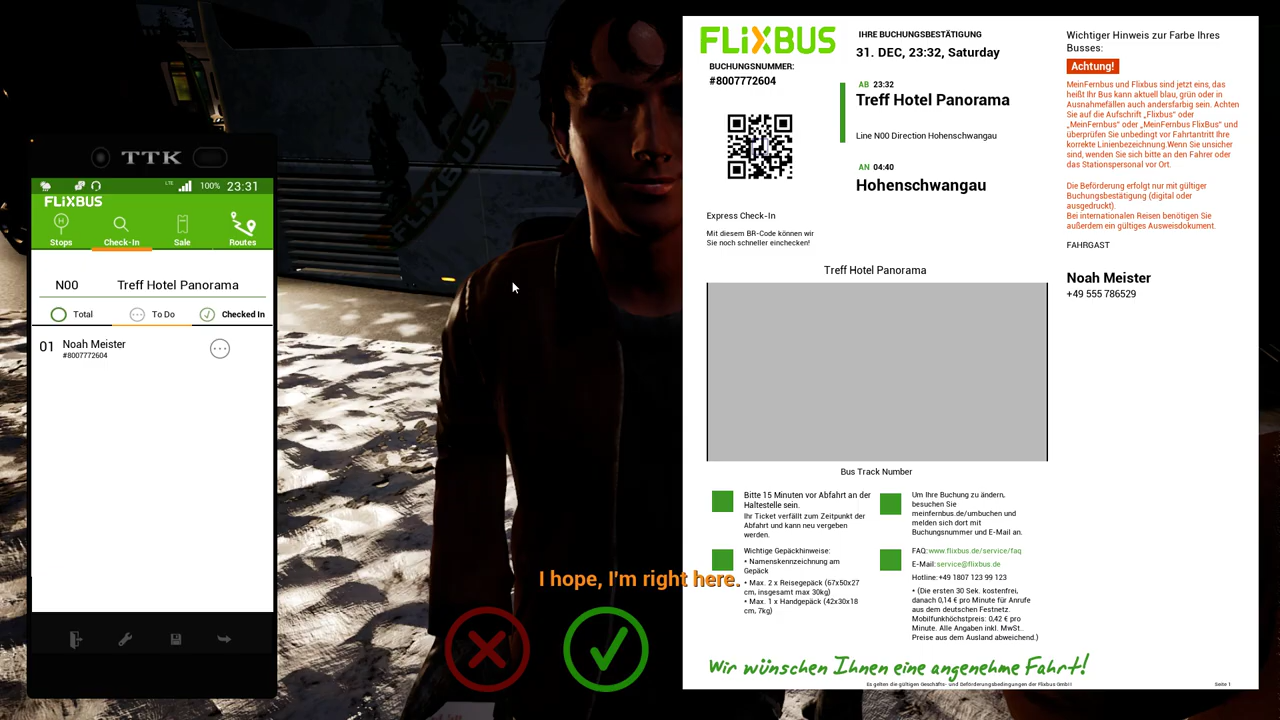 TTK
LTE 100% 23:31
FLiXBUS
Stops
Check-In
Sale
Routes
N00 Treff Hotel Panorama
Total
To Do
Checked In
01 Noah Meister
#8007772604
I hope, I'm right here.
FLiXBUS
BUCHUNGSNUMMER:
#8007772604
Express Check-In
Mit diesem BR-Code können wir
Sie noch schneller einchecken!
IHRE BUCHUNGSBESTÄTIGUNG
31. DEC, 23:32, Saturday
AB 23:32
Treff Hotel Panorama
Line N00 Direction Hohenschwangau
AN 04:40
Hohenschwangau
Treff Hotel Panorama
Bus Track Number
Bitte 15 Minuten vor Abfahrt an der
Haltestelle sein.
Ihr Ticket verfällt zum Zeitpunkt der
Abfahrt und kann neu vergeben
werden.
Wichtige Gepäckhinweise:
• Namenskennzeichnung am
Gepäck
• Max. 2 x Reisegepäck (67x50x27
cm, insgesamt max 30kg)
• Max. 1 x Handgepäck (42x30x18
cm, 7kg)
Um Ihre Buchung zu ändern,
besuchen Sie
meinfernbus.de/umbuchen und
melden sich dort mit
Buchungsnummer und E-Mail an.
FAQ:www.flixbus.de/service/faq
E-Mail:service@flixbus.de
Hotline:+49 1807 123 99 123
• (Die ersten 30 Sek. kostenfrei,
danach 0,14 € pro Minute für Anrufe
aus dem deutschen Festnetz.
Mobilfunkhöchstpreis: 0,42 € pro
Minute. Alle Angaben inkl. MwSt..
Preise aus dem Ausland abweichend.)
Wichtiger Hinweis zur Farbe Ihres
Busses:
Achtung!
MeinFernbus und Flixbus sind jetzt eins, das
heißt Ihr Bus kann aktuell blau, grün oder in
Ausnahmefällen auch andersfarbig sein. Achten
Sie auf die Aufschrift „Flixbus“ oder
„MeinFernbus“ oder „MeinFernbus FlixBus“ und
überprüfen Sie unbedingt vor Fahrtantritt Ihre
korrekte Linienbezeichnung.Wenn Sie unsicher
sind, wenden Sie sich bitte an den Fahrer oder
das Stationspersonal vor Ort.
Die Beförderung erfolgt nur mit gültiger
Buchungsbestätigung (digital oder
ausgedruckt).
Bei internationalen Reisen benötigen Sie
außerdem ein gültiges Ausweisdokument.
FAHRGAST
Noah Meister
+49 555 786529
Wir wünschen Ihnen eine angenehme Fahrt!
Es gelten die gültigen Geschäfts- und Beförderungsbedingungen der Flixbus GmbH
Seite 1